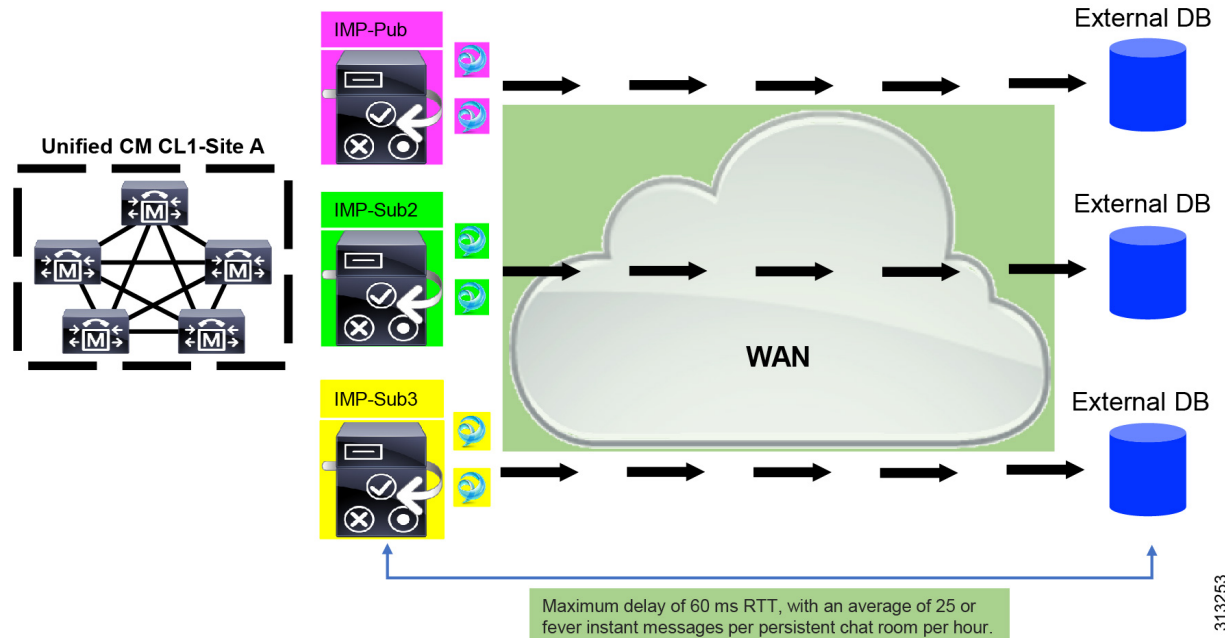 IMP-Pub
External DB
Unified CM CL1-Site A
M
M
M
M
M
IMP-Sub2
External DB
WAN
IMP-Sub3
External DB
Maximum delay of 60 ms RTT, with an average of 25 or
fever instant messages per persistent chat room per hour.
313253